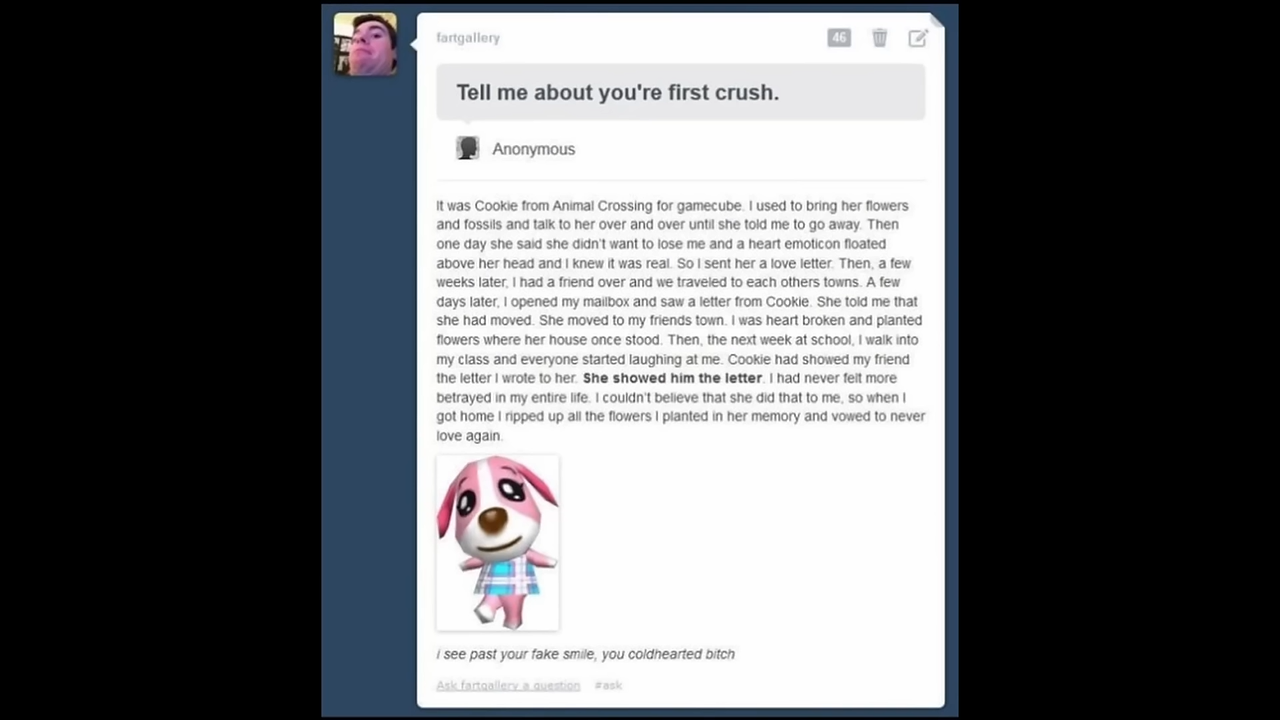 fartgallery
46
Tell me about you're first crush.
Anonymous
It was Cookie from Animal Crossing for gamecube. I used to bring her flowers
and fossils and talk to her over and over until she told me to go away. Then
one day she said she didn't want to lose me and a heart emoticon floated
above her head and I knew it was real. So I sent her a love letter. Then, a few
weeks later, I had a friend over and we traveled to each others towns. A few
days later, I opened my mailbox and saw a letter from Cookie. She told me that
she had moved. She moved to my friends town. I was heart broken and planted
flowers where her house once stood. Then, the next week at school, I walk into
my class and everyone started laughing at me. Cookie had showed my friend
the letter I wrote to her. She showed him the letter. I had never felt more
betrayed in my entire life. I couldn't believe that she did that to me, so when I
got home I ripped up all the flowers I planted in her memory and vowed to never
love again.
i see past your fake smile, you coldhearted bitch
Ask fartgallery a question #ask